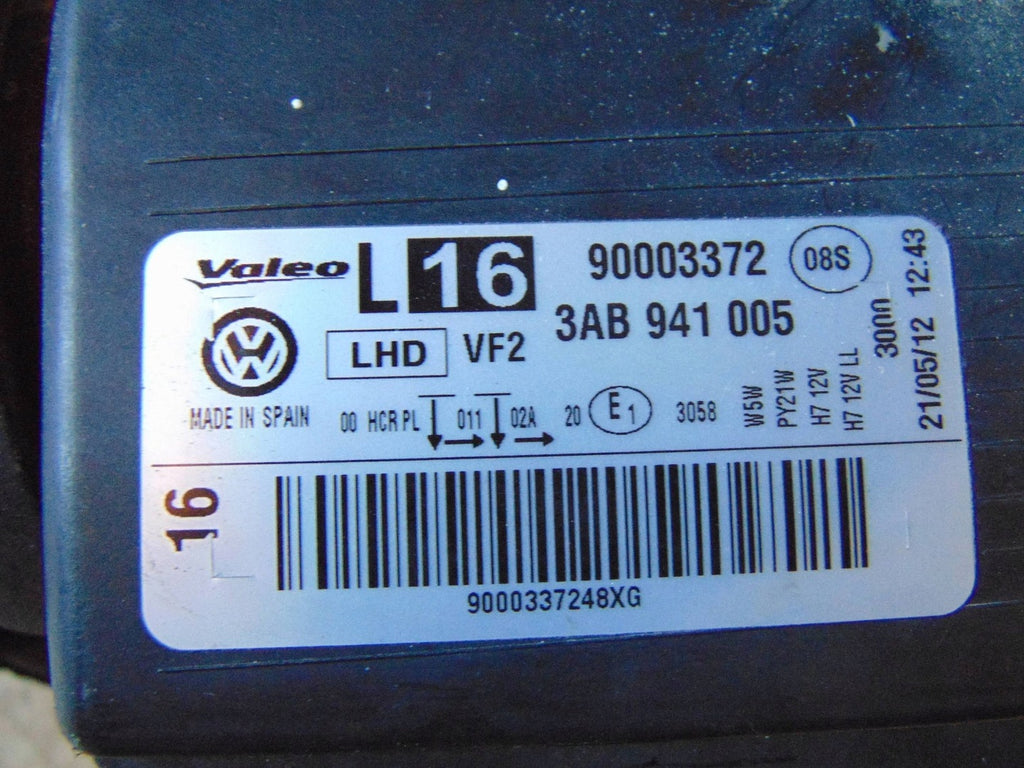 Valeo L 16 90003372 08S
3AB 941 005
LHD VF2
MADE IN SPAIN 00 HCR PL 011 02A 20 E1 3058
W5W
PY21W
H7 12V
H7 12V LL
3000
21/05/12 12:43
16
9000337248XG